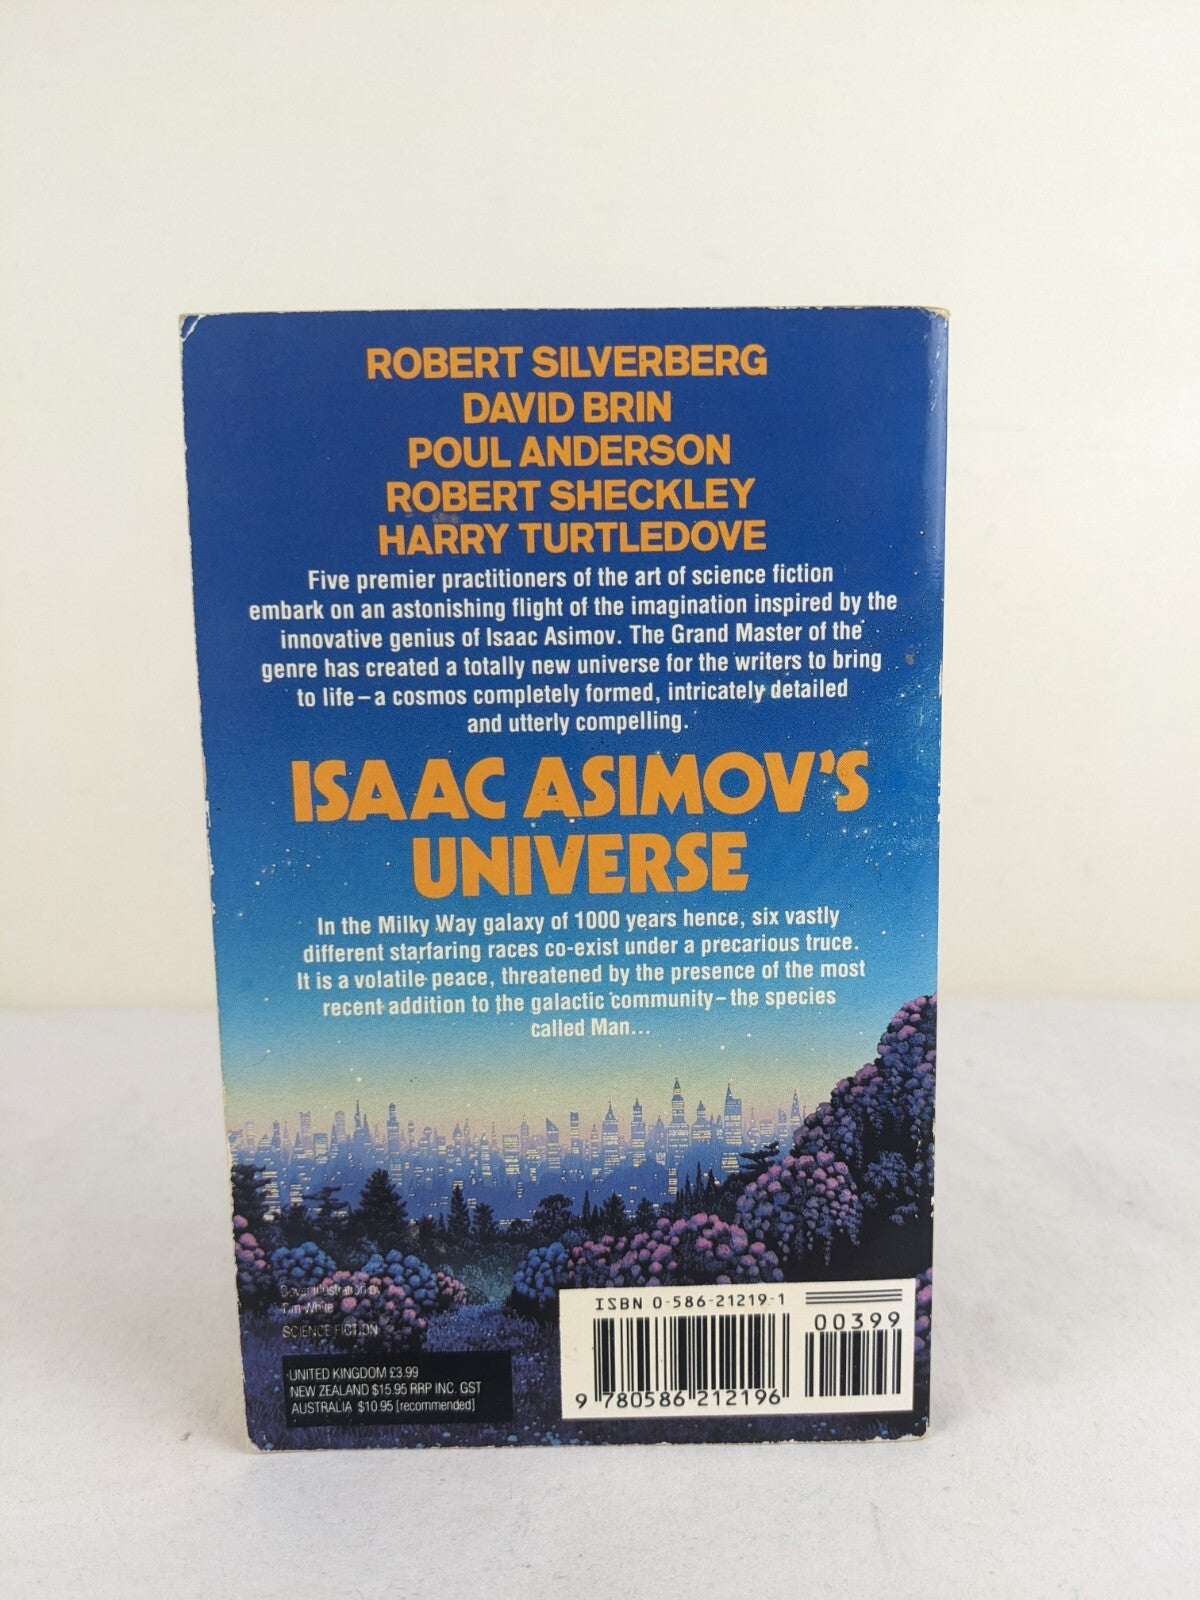 ROBERT SILVERBERG
DAVID BRIN
POUL ANDERSON
ROBERT SHECKLEY
HARRY TURTLEDOVE
Five premier practitioners of the art of science fiction
embark on an astonishing flight of the imagination inspired by the
innovative genius of Isaac Asimov. The Grand Master of the
genre has created a totally new universe for the writers to bring
to life – a cosmos completely formed, intricately detailed
and utterly compelling.
ISAAC ASIMOV'S
UNIVERSE
In the Milky Way galaxy of 1000 years hence, six vastly
different starfaring races co-exist under a precarious truce.
It is a volatile peace, threatened by the presence of the most
recent addition to the galactic community – the species
called Man...
Cover illustration by
Tim White
SCIENCE FICTION
UNITED KINGDOM £3.99
NEW ZEALAND $15.95 RRP INC. GST
AUSTRALIA $10.95 [recommended]
ISBN 0-586-21219-1
00399
9 780586 212196